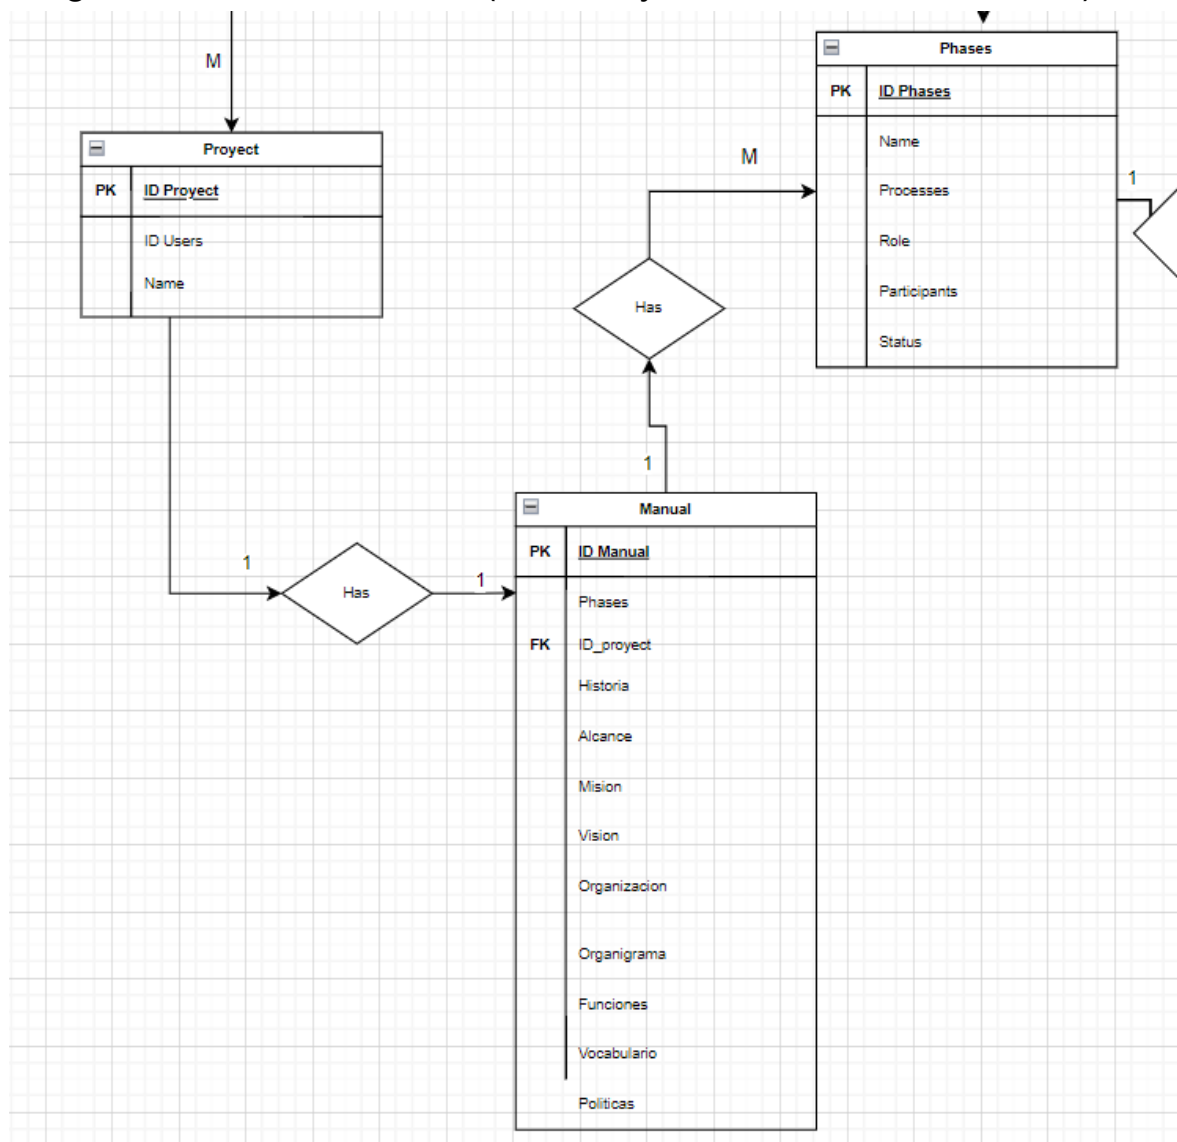 M
Proyect
PK ID Proyect
ID Users
Name
Phases
PK ID Phases
Name
Processes
Role
Participants
Status
M
1
Has
1
Manual
PK ID Manual
Phases
FK ID_proyect
Historia
Alcance
Mision
Vision
Organizacion
Organigrama
Funciones
Vocabulario
Politicas
1
Has
1